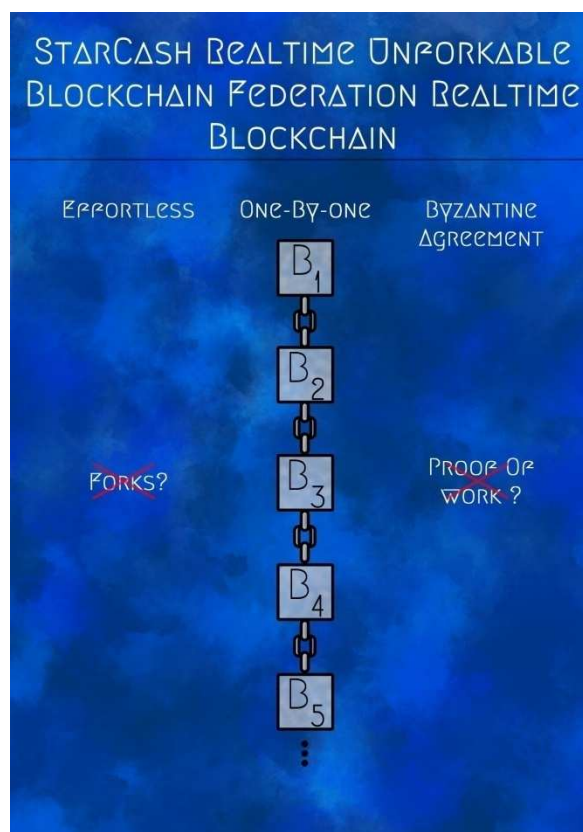 StarCash Realtime Unforkable
Blockchain Federation Realtime
Blockchain
Effortless
One-By-one
Byzantine
Agreement
B1
B2
Forks?
B3
Proof Of
work ?
B4
B5